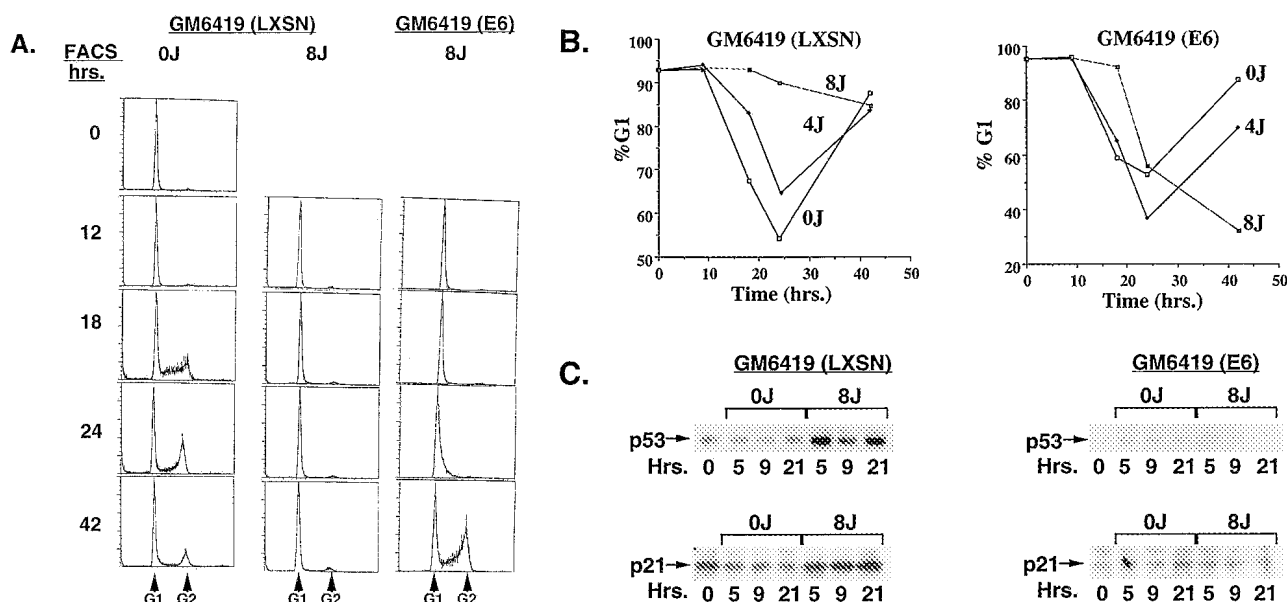 A.
GM6419 (LXSN)
GM6419 (E6)
FACS
hrs.
0J
8J
8J
0
12
18
24
42
G1
G2
G1
G2
G1
G2
B.
GM6419 (LXSN)
% G1
100
90
80
70
60
50
0
10
20
30
40
50
Time (hrs.)
8J
4J
0J
GM6419 (E6)
% G1
100
80
60
40
20
0
10
20
30
40
50
Time (hrs.)
0J
4J
8J
C.
GM6419 (LXSN)
0J
8J
p53
Hrs. 0 5 9 21 5 9 21
0J
8J
p21
Hrs. 0 5 9 21 5 9 21
GM6419 (E6)
0J
8J
p53
Hrs. 0 5 9 21 5 9 21
0J
8J
p21
Hrs. 0 5 9 21 5 9 21